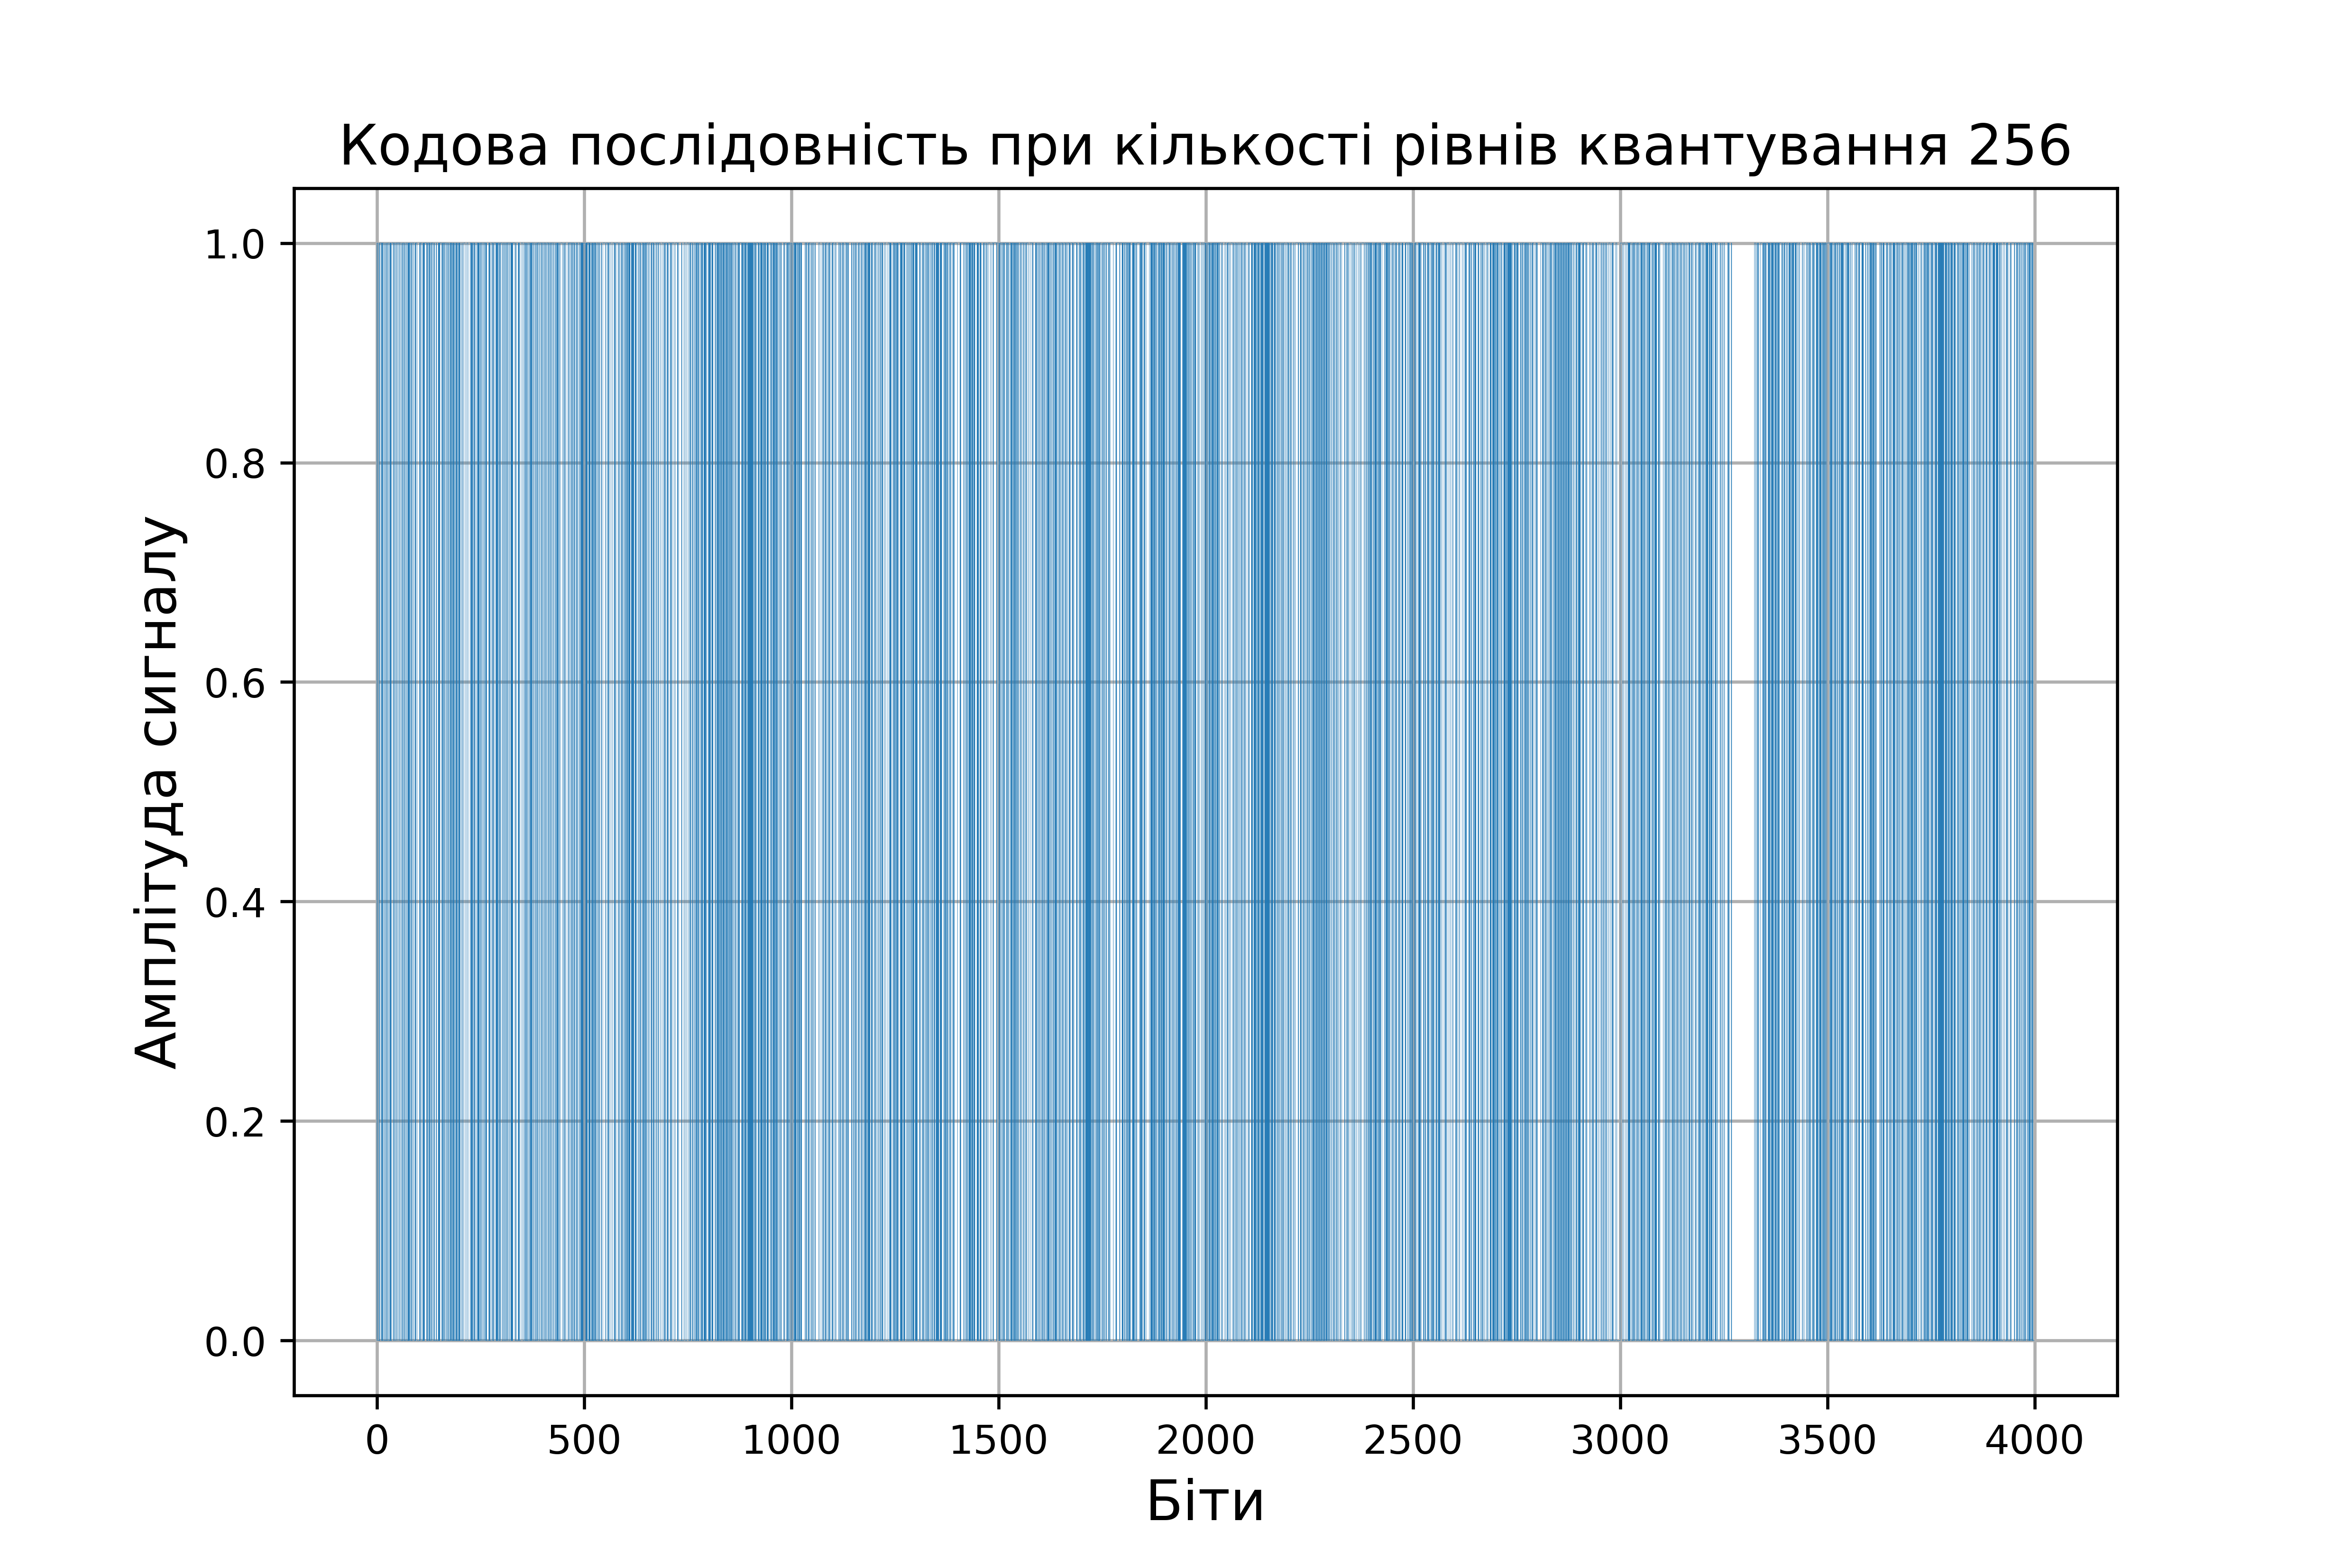 Кодова послідовність при кількості рівнів квантування 256
Амплітуда сигналу
1.0
0.8
0.6
0.4
0.2
0.0
0 500 1000 1500 2000 2500 3000 3500 4000
Біти